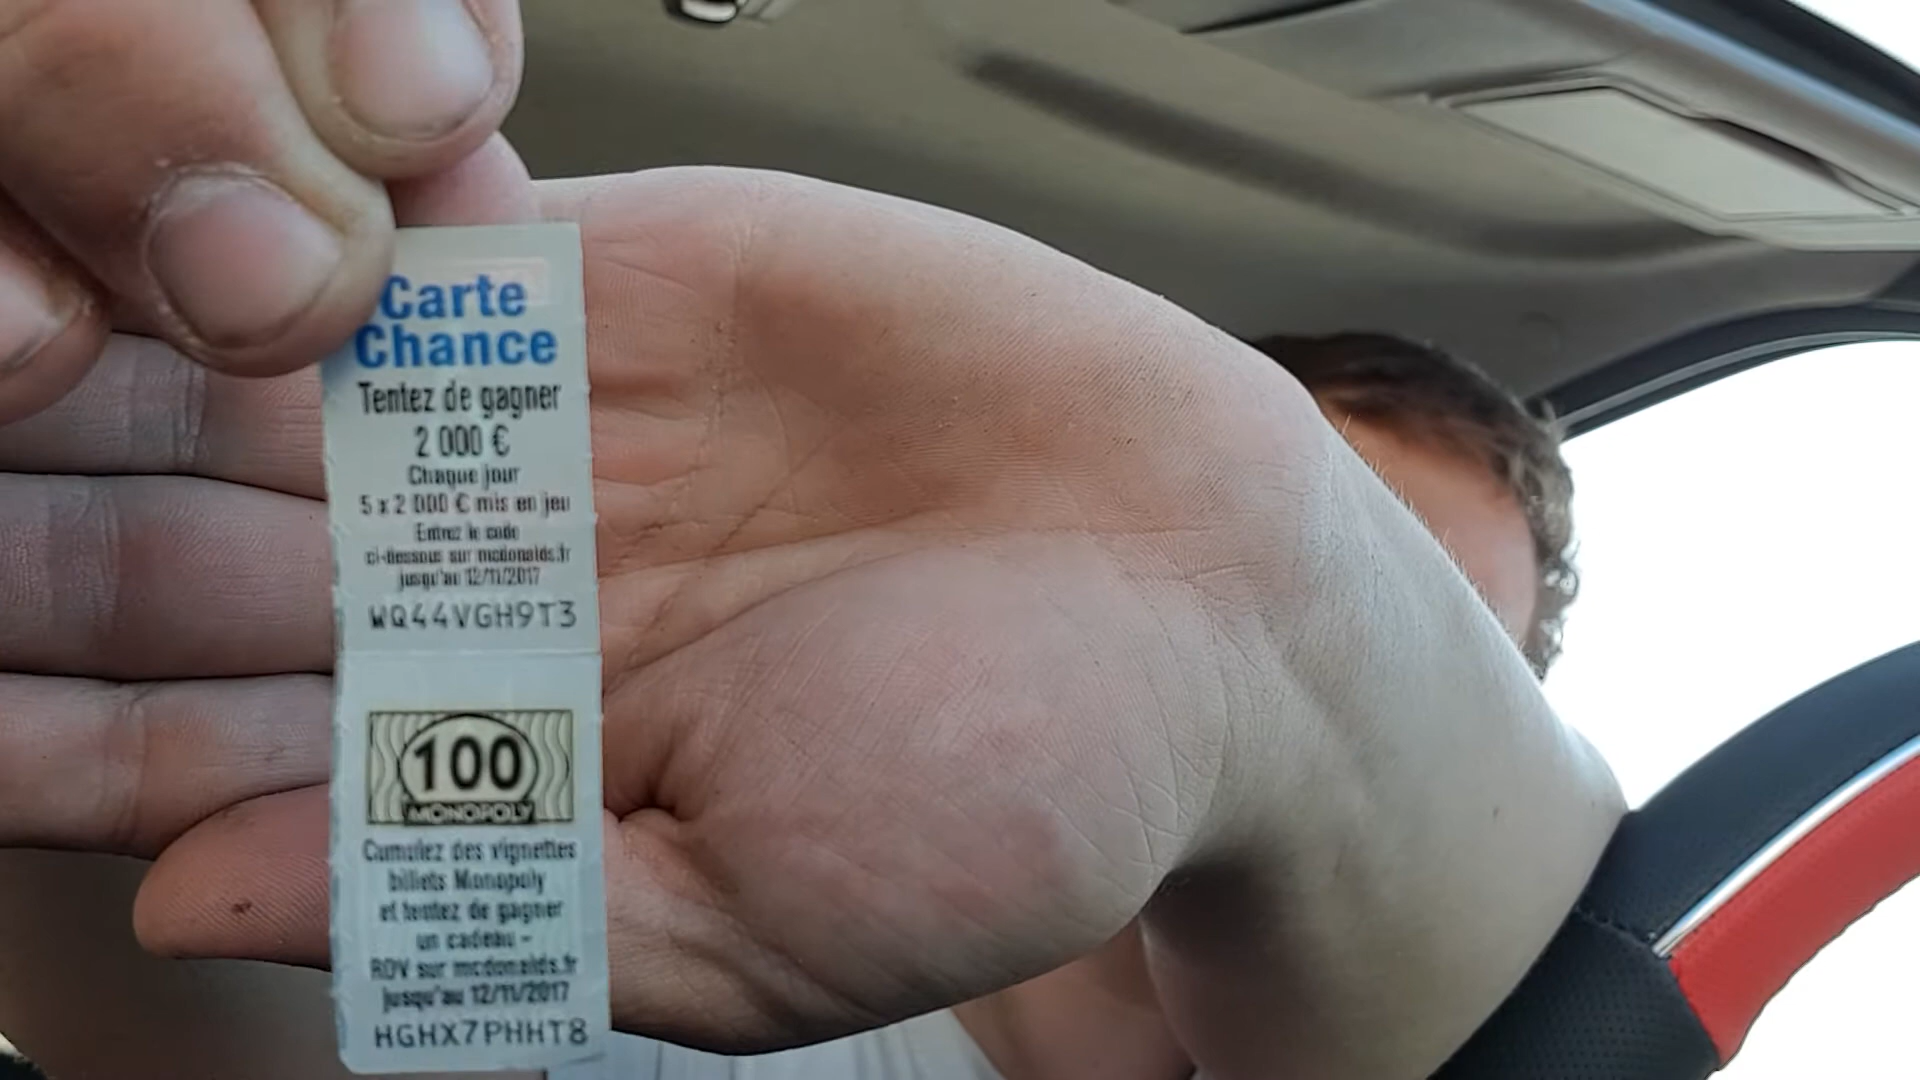 Carte
Chance
Tentez de gagner
2 000 €
Chaque jour
5 x 2 000 € mis en jeu
Entrez le code
ci-dessous sur mcdonalds.fr
jusqu'au 12/11/2017
WQ44VGH9T3
100
MONOPOLY
Cumulez des vignettes
billets Monopoly
et tentez de gagner
un cadeau -
RDV sur mcdonalds.fr
jusqu'au 12/11/2017
HGHX7PHHT8